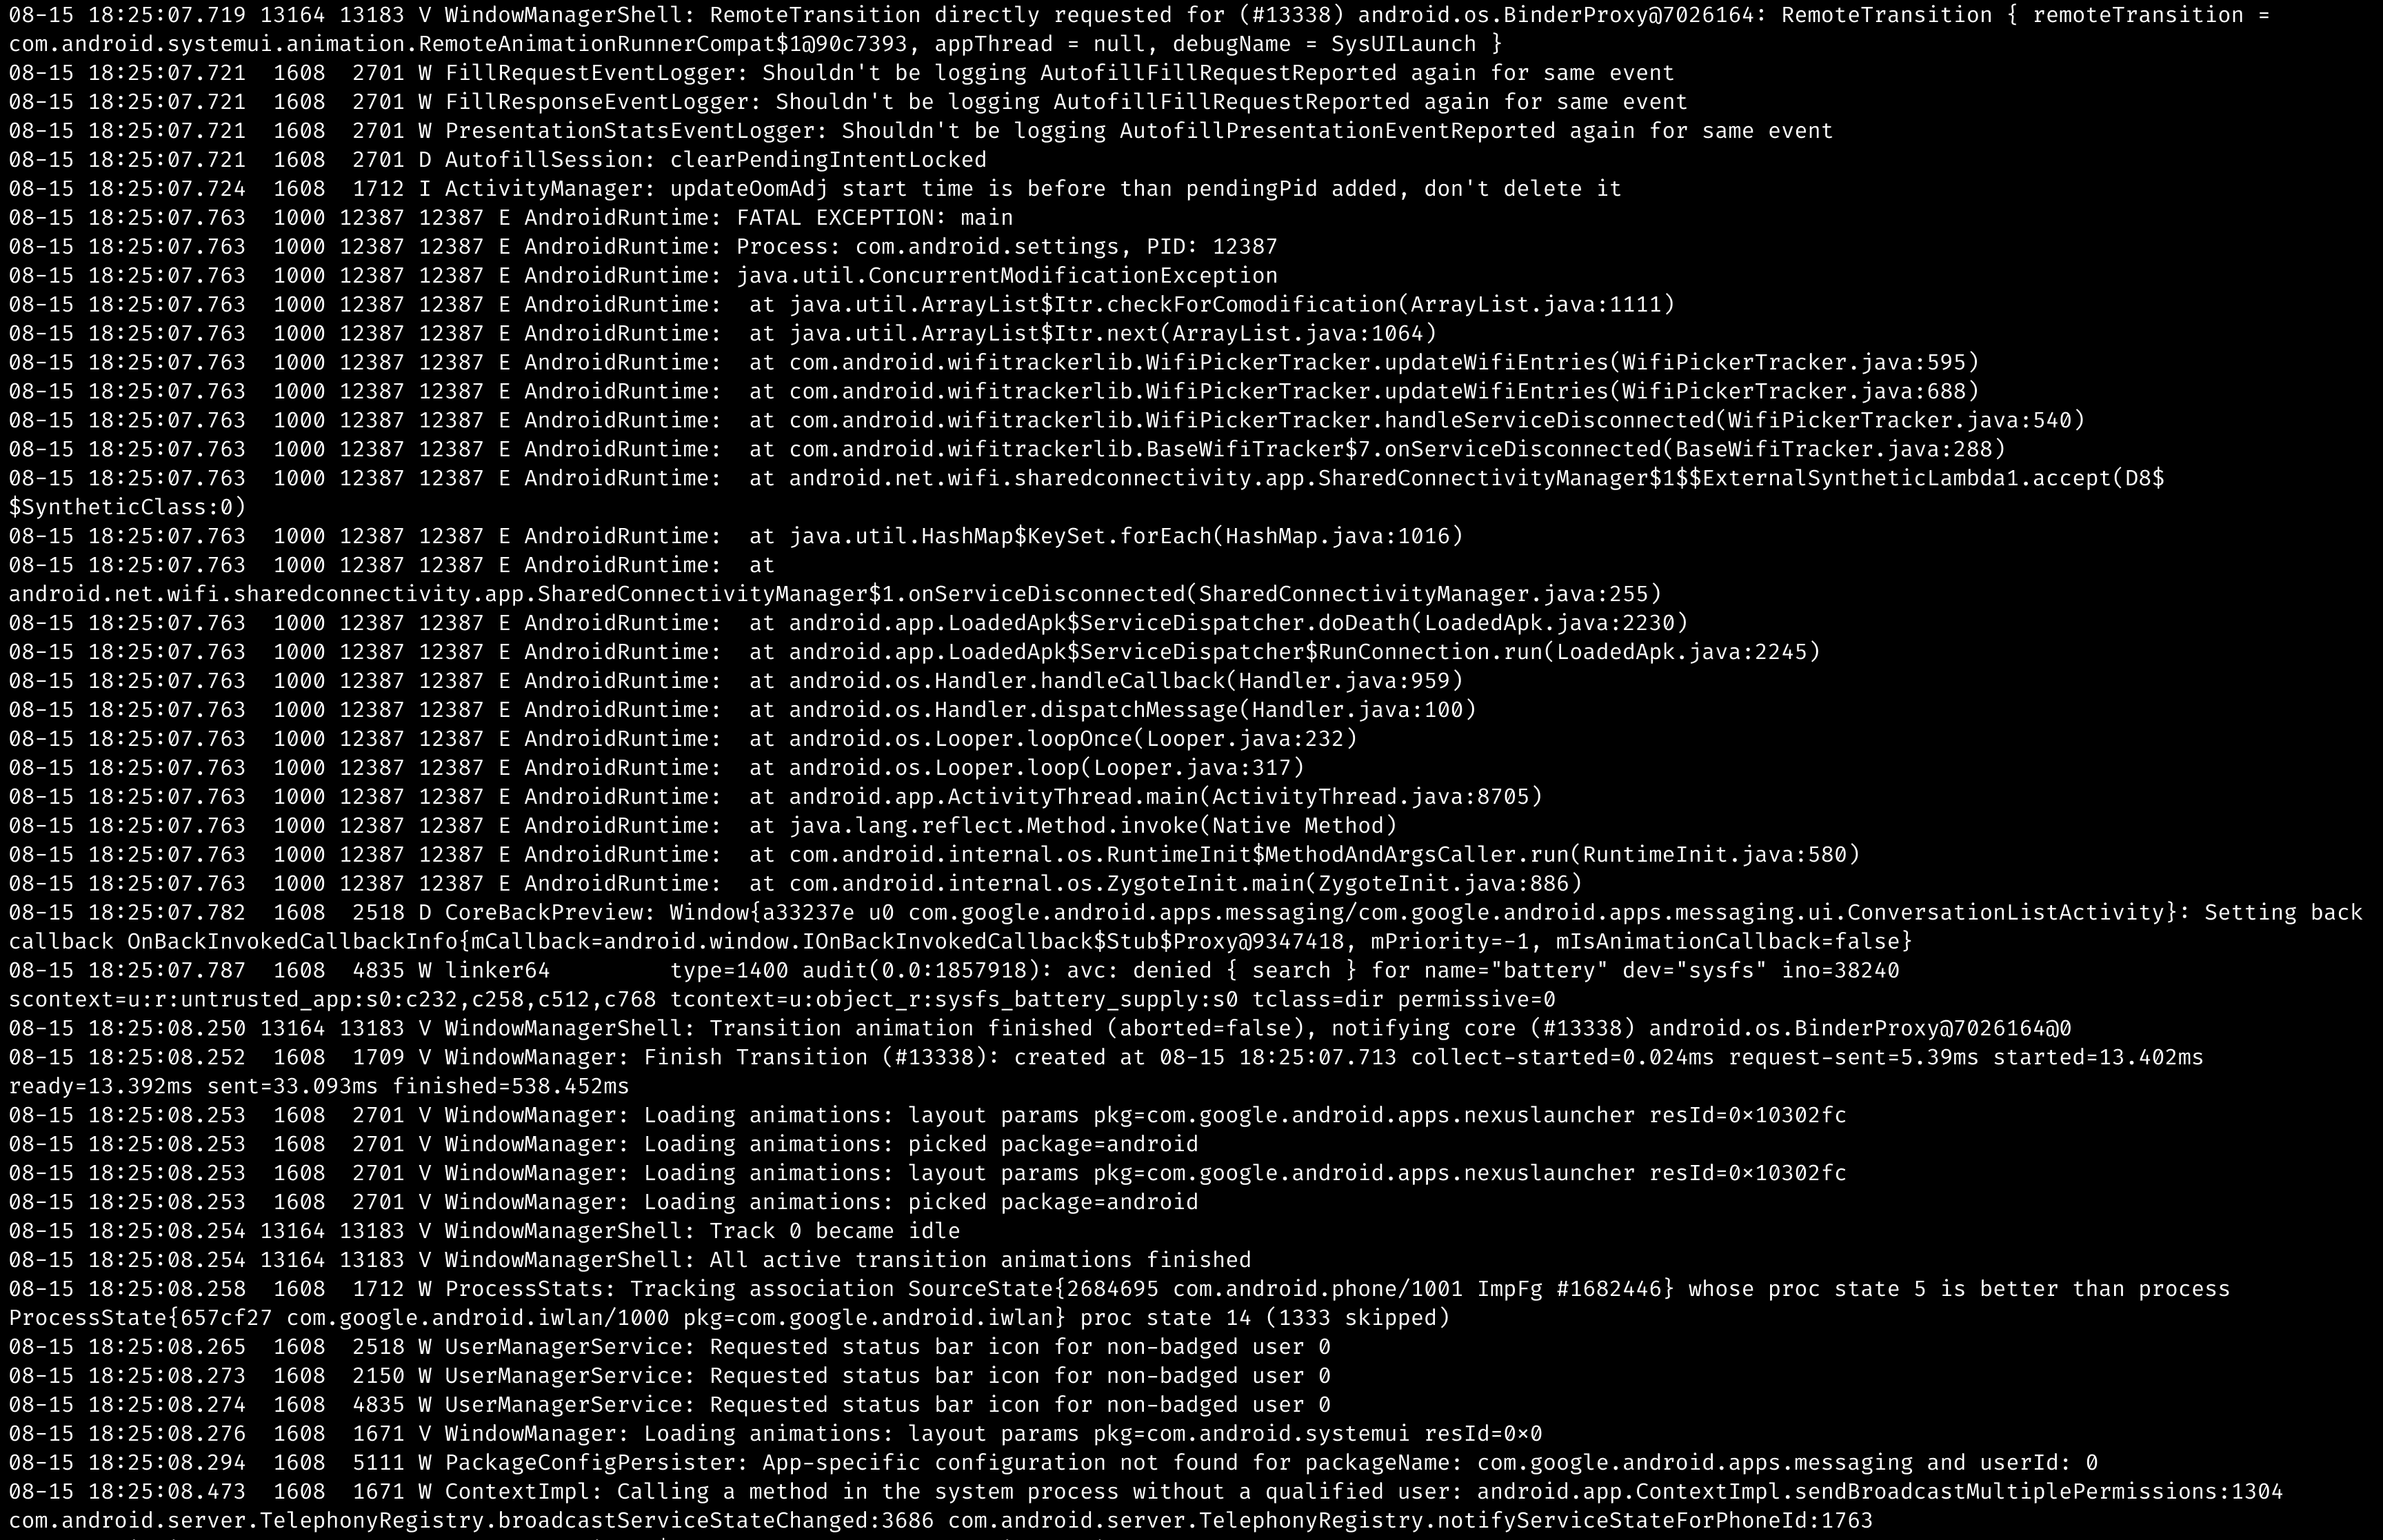 08-15 18:25:07.719 13164 13183 V WindowManagerShell: RemoteTransition directly requested for (#13338) android.os.BinderProxy@7026164: RemoteTransition { remoteTransition =
com.android.systemui.animation.RemoteAnimationRunnerCompat$1@90c7393, appThread = null, debugName = SysUILaunch }
08-15 18:25:07.721  1608  2701 W FillRequestEventLogger: Shouldn't be logging AutofillFillRequestReported again for same event
08-15 18:25:07.721  1608  2701 W FillResponseEventLogger: Shouldn't be logging AutofillFillRequestReported again for same event
08-15 18:25:07.721  1608  2701 W PresentationStatsEventLogger: Shouldn't be logging AutofillPresentationEventReported again for same event
08-15 18:25:07.721  1608  2701 D AutofillSession: clearPendingIntentLocked
08-15 18:25:07.724  1608  1712 I ActivityManager: updateOomAdj start time is before than pendingPid added, don't delete it
08-15 18:25:07.763  1000 12387 12387 E AndroidRuntime: FATAL EXCEPTION: main
08-15 18:25:07.763  1000 12387 12387 E AndroidRuntime: Process: com.android.settings, PID: 12387
08-15 18:25:07.763  1000 12387 12387 E AndroidRuntime: java.util.ConcurrentModificationException
08-15 18:25:07.763  1000 12387 12387 E AndroidRuntime:  at java.util.ArrayList$Itr.checkForComodification(ArrayList.java:1111)
08-15 18:25:07.763  1000 12387 12387 E AndroidRuntime:  at java.util.ArrayList$Itr.next(ArrayList.java:1064)
08-15 18:25:07.763  1000 12387 12387 E AndroidRuntime:  at com.android.wifitrackerlib.WifiPickerTracker.updateWifiEntries(WifiPickerTracker.java:595)
08-15 18:25:07.763  1000 12387 12387 E AndroidRuntime:  at com.android.wifitrackerlib.WifiPickerTracker.updateWifiEntries(WifiPickerTracker.java:688)
08-15 18:25:07.763  1000 12387 12387 E AndroidRuntime:  at com.android.wifitrackerlib.WifiPickerTracker.handleServiceDisconnected(WifiPickerTracker.java:540)
08-15 18:25:07.763  1000 12387 12387 E AndroidRuntime:  at com.android.wifitrackerlib.BaseWifiTracker$7.onServiceDisconnected(BaseWifiTracker.java:288)
08-15 18:25:07.763  1000 12387 12387 E AndroidRuntime:  at android.net.wifi.sharedconnectivity.app.SharedConnectivityManager$1$$ExternalSyntheticLambda1.accept(D8$
$SyntheticClass:0)
08-15 18:25:07.763  1000 12387 12387 E AndroidRuntime:  at java.util.HashMap$KeySet.forEach(HashMap.java:1016)
08-15 18:25:07.763  1000 12387 12387 E AndroidRuntime:  at
android.net.wifi.sharedconnectivity.app.SharedConnectivityManager$1.onServiceDisconnected(SharedConnectivityManager.java:255)
08-15 18:25:07.763  1000 12387 12387 E AndroidRuntime:  at android.app.LoadedApk$ServiceDispatcher.doDeath(LoadedApk.java:2230)
08-15 18:25:07.763  1000 12387 12387 E AndroidRuntime:  at android.app.LoadedApk$ServiceDispatcher$RunConnection.run(LoadedApk.java:2245)
08-15 18:25:07.763  1000 12387 12387 E AndroidRuntime:  at android.os.Handler.handleCallback(Handler.java:959)
08-15 18:25:07.763  1000 12387 12387 E AndroidRuntime:  at android.os.Handler.dispatchMessage(Handler.java:100)
08-15 18:25:07.763  1000 12387 12387 E AndroidRuntime:  at android.os.Looper.loopOnce(Looper.java:232)
08-15 18:25:07.763  1000 12387 12387 E AndroidRuntime:  at android.os.Looper.loop(Looper.java:317)
08-15 18:25:07.763  1000 12387 12387 E AndroidRuntime:  at android.app.ActivityThread.main(ActivityThread.java:8705)
08-15 18:25:07.763  1000 12387 12387 E AndroidRuntime:  at java.lang.reflect.Method.invoke(Native Method)
08-15 18:25:07.763  1000 12387 12387 E AndroidRuntime:  at com.android.internal.os.RuntimeInit$MethodAndArgsCaller.run(RuntimeInit.java:580)
08-15 18:25:07.763  1000 12387 12387 E AndroidRuntime:  at com.android.internal.os.ZygoteInit.main(ZygoteInit.java:886)
08-15 18:25:07.782  1608  2518 D CoreBackPreview: Window{a33237e u0 com.google.android.apps.messaging/com.google.android.apps.messaging.ui.ConversationListActivity}: Setting back
callback OnBackInvokedCallbackInfo{mCallback=android.window.IOnBackInvokedCallback$Stub$Proxy@9347418, mPriority=-1, mIsAnimationCallback=false}
08-15 18:25:07.787  1608  4835 W linker64         type=1400 audit(0.0:1857918): avc: denied { search } for name="battery" dev="sysfs" ino=38240
scontext=u:r:untrusted_app:s0:c232,c258,c512,c768 tcontext=u:object_r:sysfs_battery_supply:s0 tclass=dir permissive=0
08-15 18:25:08.250 13164 13183 V WindowManagerShell: Transition animation finished (aborted=false), notifying core (#13338) android.os.BinderProxy@7026164@0
08-15 18:25:08.252  1608  1709 V WindowManager: Finish Transition (#13338): created at 08-15 18:25:07.713 collect-started=0.024ms request-sent=5.39ms started=13.402ms
ready=13.392ms sent=33.093ms finished=538.452ms
08-15 18:25:08.253  1608  2701 V WindowManager: Loading animations: layout params pkg=com.google.android.apps.nexuslauncher resId=0x10302fc
08-15 18:25:08.253  1608  2701 V WindowManager: Loading animations: picked package=android
08-15 18:25:08.253  1608  2701 V WindowManager: Loading animations: layout params pkg=com.google.android.apps.nexuslauncher resId=0x10302fc
08-15 18:25:08.253  1608  2701 V WindowManager: Loading animations: picked package=android
08-15 18:25:08.254 13164 13183 V WindowManagerShell: Track 0 became idle
08-15 18:25:08.254 13164 13183 V WindowManagerShell: All active transition animations finished
08-15 18:25:08.258  1608  1712 W ProcessStats: Tracking association SourceState{2684695 com.android.phone/1001 ImpFg #1682446} whose proc state 5 is better than process
ProcessState{657cf27 com.google.android.iwlan/1000 pkg=com.google.android.iwlan} proc state 14 (1333 skipped)
08-15 18:25:08.265  1608  2518 W UserManagerService: Requested status bar icon for non-badged user 0
08-15 18:25:08.273  1608  2150 W UserManagerService: Requested status bar icon for non-badged user 0
08-15 18:25:08.274  1608  4835 W UserManagerService: Requested status bar icon for non-badged user 0
08-15 18:25:08.276  1608  1671 V WindowManager: Loading animations: layout params pkg=com.android.systemui resId=0x0
08-15 18:25:08.294  1608  5111 W PackageConfigPersister: App-specific configuration not found for packageName: com.google.android.apps.messaging and userId: 0
08-15 18:25:08.473  1608  1671 W ContextImpl: Calling a method in the system process without a qualified user: android.app.ContextImpl.sendBroadcastMultiplePermissions:1304
com.android.server.TelephonyRegistry.broadcastServiceStateChanged:3686 com.android.server.TelephonyRegistry.notifyServiceStateForPhoneId:1763